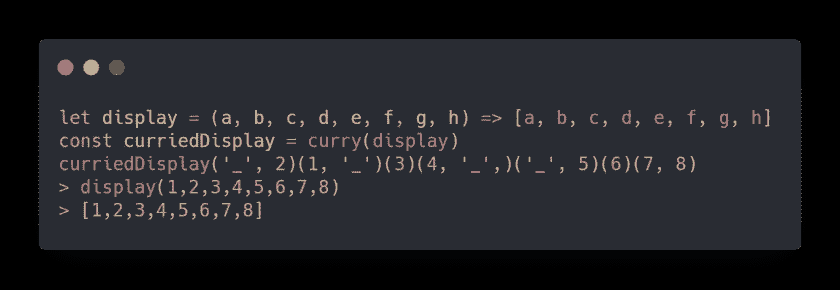 let display = (a, b, c, d, e, f, g, h) => [a, b, c, d, e, f, g, h]
const curriedDisplay = curry(display)
curriedDisplay('_', 2)(1, '_')(3)(4, '_',)('_', 5)(6)(7, 8)
> display(1,2,3,4,5,6,7,8)
> [1,2,3,4,5,6,7,8]